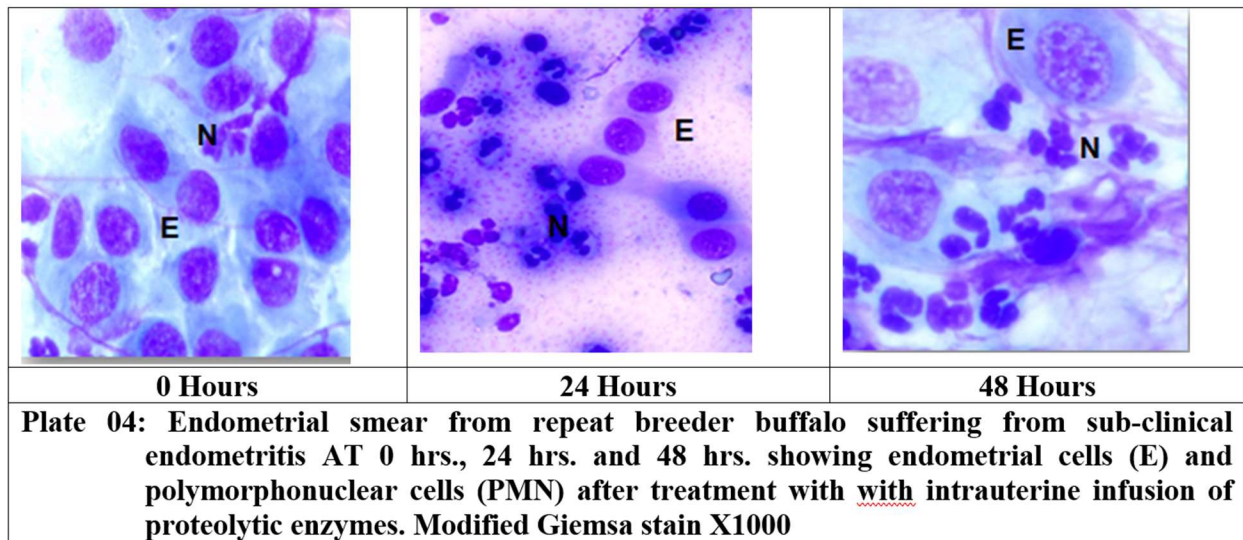 N
E
E
N
E
N
0 Hours
24 Hours
48 Hours
Plate 04: Endometrial smear from repeat breeder buffalo suffering from sub-clinical
endometritis AT 0 hrs., 24 hrs. and 48 hrs. showing endometrial cells (E) and
polymorphonuclear cells (PMN) after treatment with with intrauterine infusion of
proteolytic enzymes. Modified Giemsa stain X1000